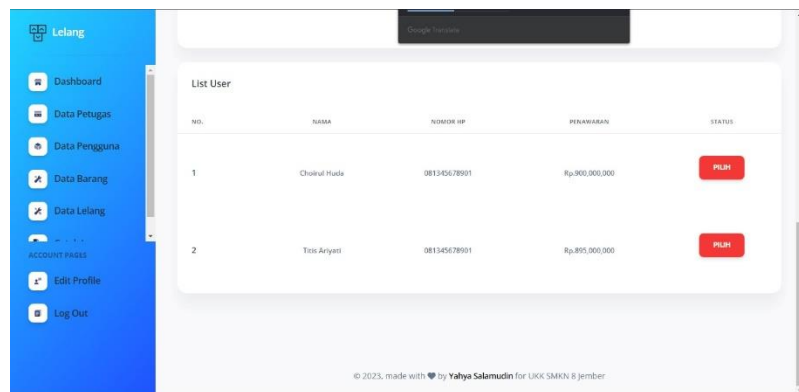 Lelang
Dashboard
Data Petugas
Data Pengguna
Data Barang
Data Lelang
ACCOUNT PAGES
Edit Profile
Log Out
Google Translate
List User
NO. NAMA NOMOR HP PENAWARAN STATUS
1 Choirul Huda 081345678901 Rp.900,000,000 PILIH
2 Titis Ariyati 081345678901 Rp.895,000,000 PILIH
© 2023, made with by Yahya Salamudin for UKK SMKN 8 Jember